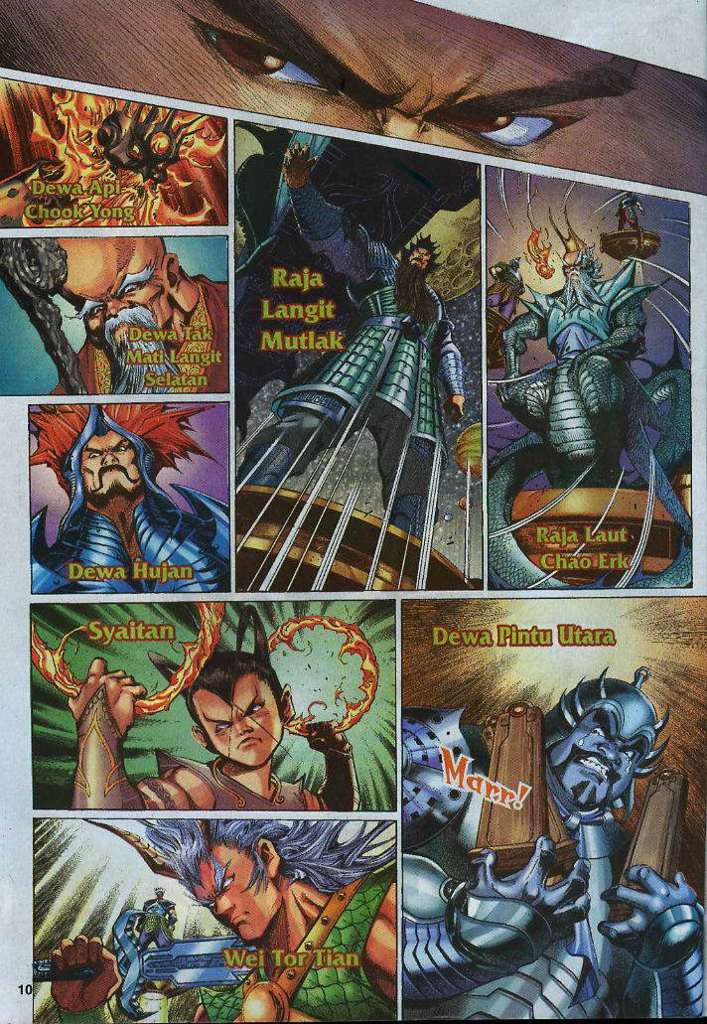 Dewa Api
Chook Yong
Dewa Tak
Mati Langit
Selatan
Raja
Langit
Mutlak
Raja Laut
Chao Erk
Dewa Hujan
Syaitan
Dewa Pintu Utara
Marr!
Wei Tor Tian
10